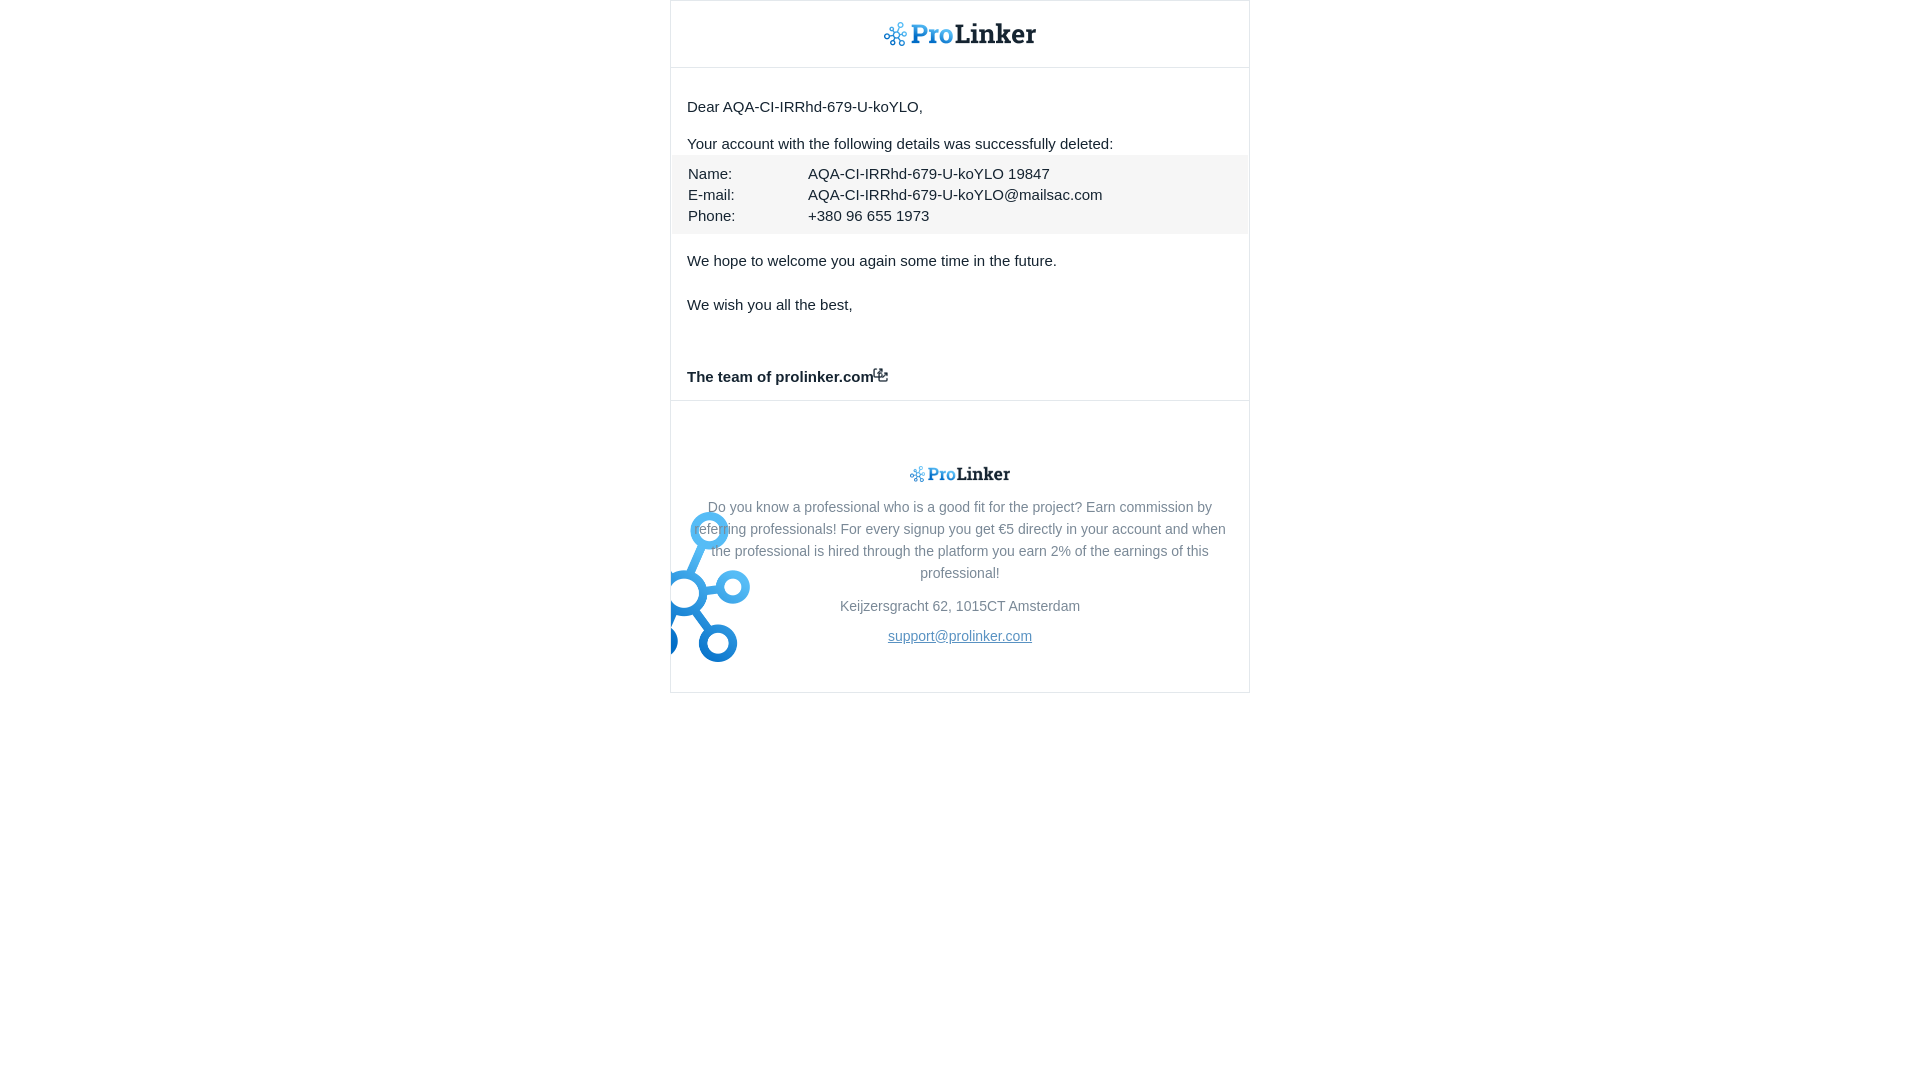 ProLinker
Dear AQA-CI-IRRhd-679-U-koYLO,
Your account with the following details was successfully deleted:
Name: AQA-CI-IRRhd-679-U-koYLO 19847
E-mail: AQA-CI-IRRhd-679-U-koYLO@mailsac.com
Phone: +380 96 655 1973
We hope to welcome you again some time in the future.
We wish you all the best,
The team of prolinker.com
ProLinker
Do you know a professional who is a good fit for the project? Earn commission by
referring professionals! For every signup you get €5 directly in your account and when
the professional is hired through the platform you earn 2% of the earnings of this
professional!
Keijzersgracht 62, 1015CT Amsterdam
support@prolinker.com